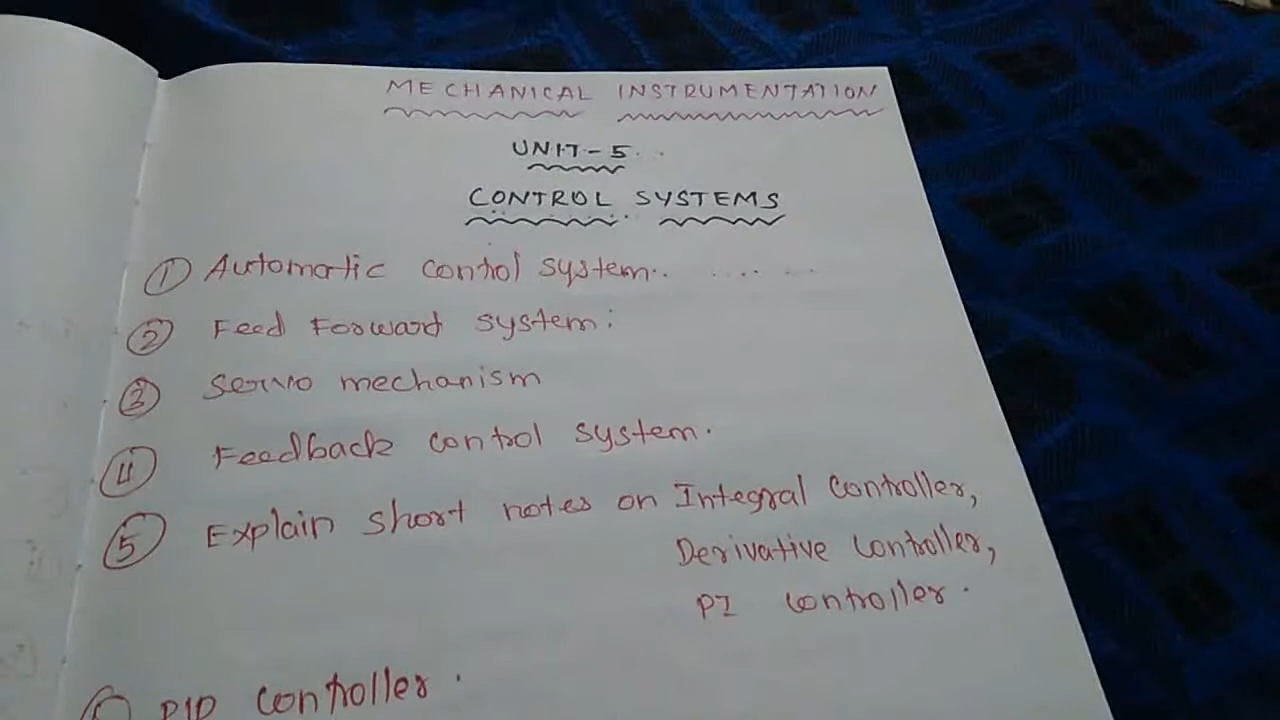 MECHANICAL INSTRUMENTATION
UNIT-5
CONTROL SYSTEMS
① Automatic control system..
② Feed Forward system:
③ servo mechanism
④ Feedback control system.
⑤ Explain short notes on Integral Controller,
Derivative Controller,
PI controller.
PID controller.